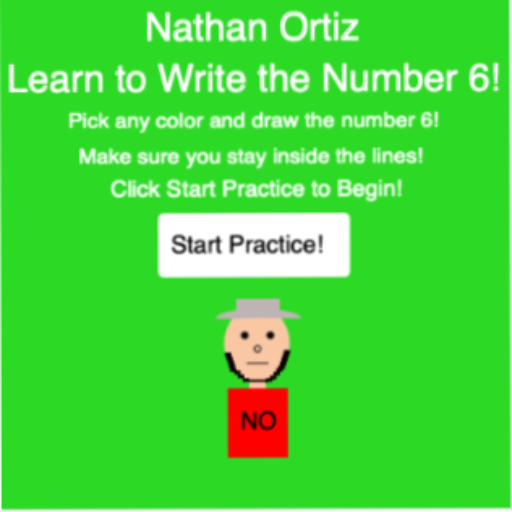 Nathan Ortiz
Learn to Write the Number 6!
Pick any color and draw the number 6!
Make sure you stay inside the lines!
Click Start Practice to Begin!
Start Practice!
NO